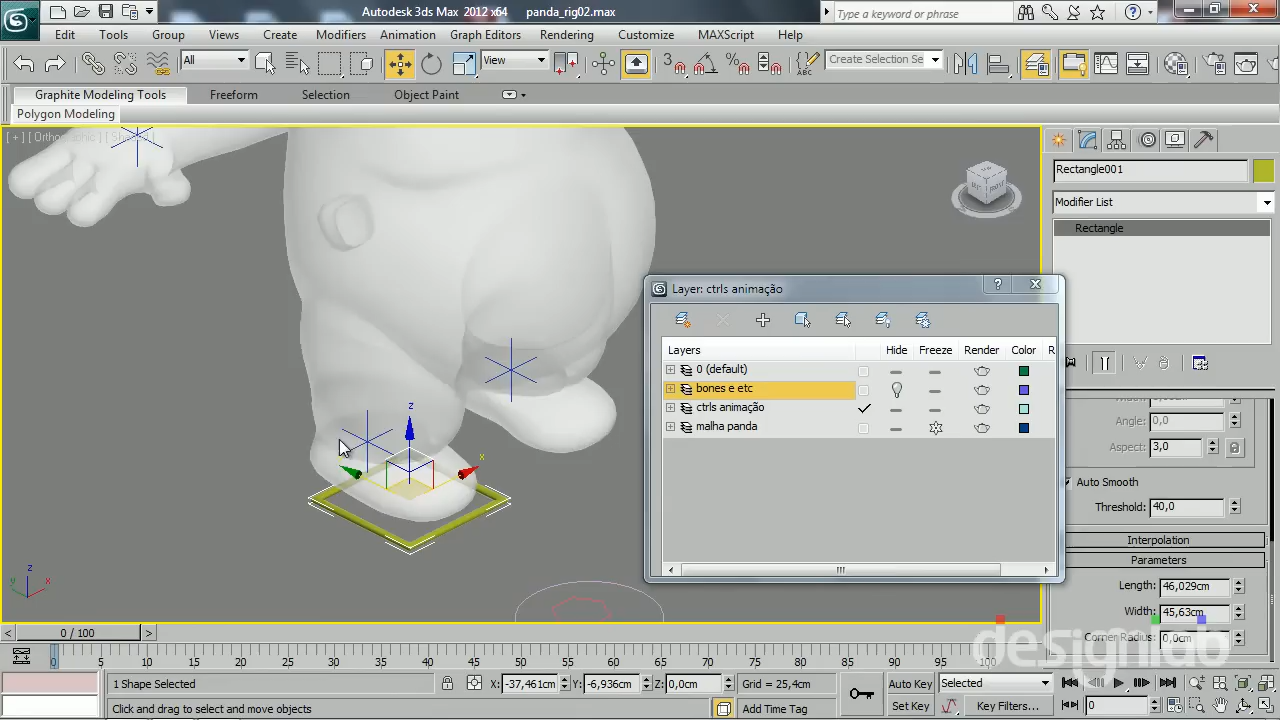 Autodesk 3ds Max 2012 x64 panda_rig02.max
Type a keyword or phrase
Edit Tools Group Views Create Modifiers Animation Graph Editors Rendering Customize MAXScript Help
All
View
3
Create Selection Se
Graphite Modeling Tools Freeform Selection Object Paint
Polygon Modeling
[ + ] [ Orthographic ]
Rectangle001
Modifier List
Rectangle
Layer: ctrls animação
Layers Hide Freeze Render Color R
0 (default)
bones e etc
ctrls animação
malha panda
z
x
y
z
x
Angle: 0,0
Aspect: 3,0
Auto Smooth
Threshold: 40,0
Interpolation
Parameters
Length: 46,029cm
Width: 45,63cm
Corner Radius: 0,0cm
designlab
< 0 / 100 >
0 5 10 15 20 25 30 35 40 45 50 55 60 65 70 75 80 85 90 95 100
1 Shape Selected X: -37,461cm Y: -6,936cm Z: 0,0cm Grid = 25,4cm Auto Key Selected
Click and drag to select and move objects Add Time Tag Set Key Key Filters... 0